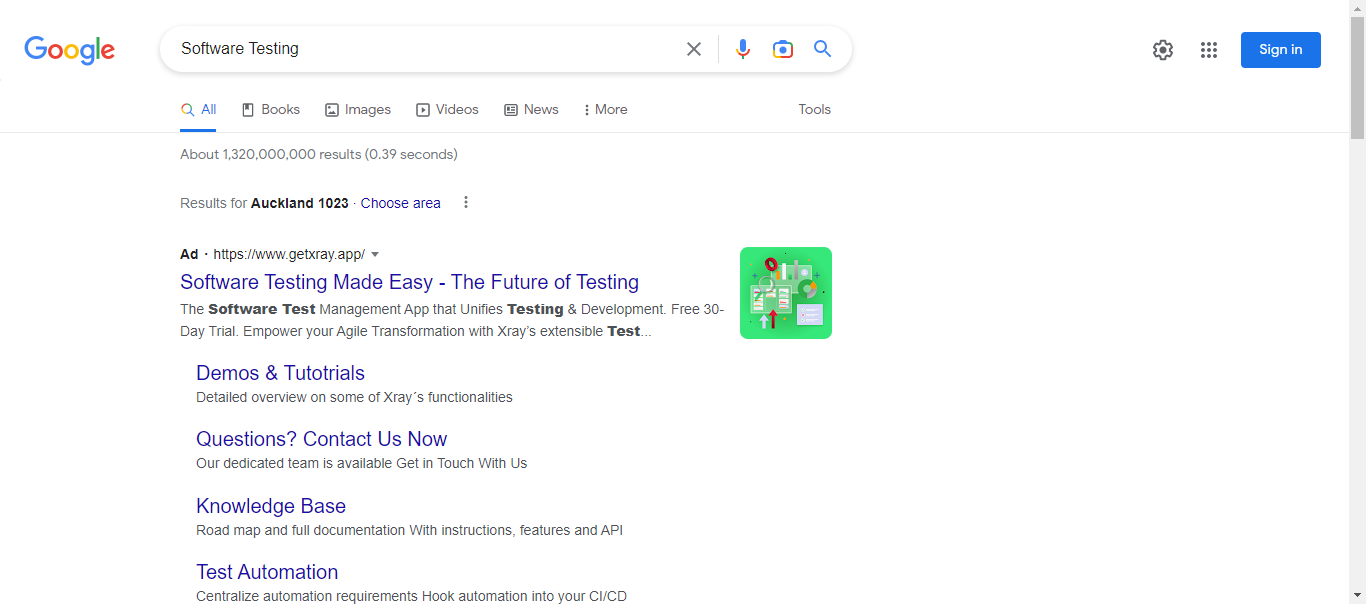 Google
Software Testing
Sign in
All Books Images Videos News More Tools
About 1,320,000,000 results (0.39 seconds)
Results for Auckland 1023 · Choose area
Ad · https://www.getxray.app/
Software Testing Made Easy - The Future of Testing
The Software Test Management App that Unifies Testing & Development. Free 30-
Day Trial. Empower your Agile Transformation with Xray’s extensible Test...
Demos & Tutotrials
Detailed overview on some of Xray´s functionalities
Questions? Contact Us Now
Our dedicated team is available Get in Touch With Us
Knowledge Base
Road map and full documentation With instructions, features and API
Test Automation
Centralize automation requirements Hook automation into your CI/CD